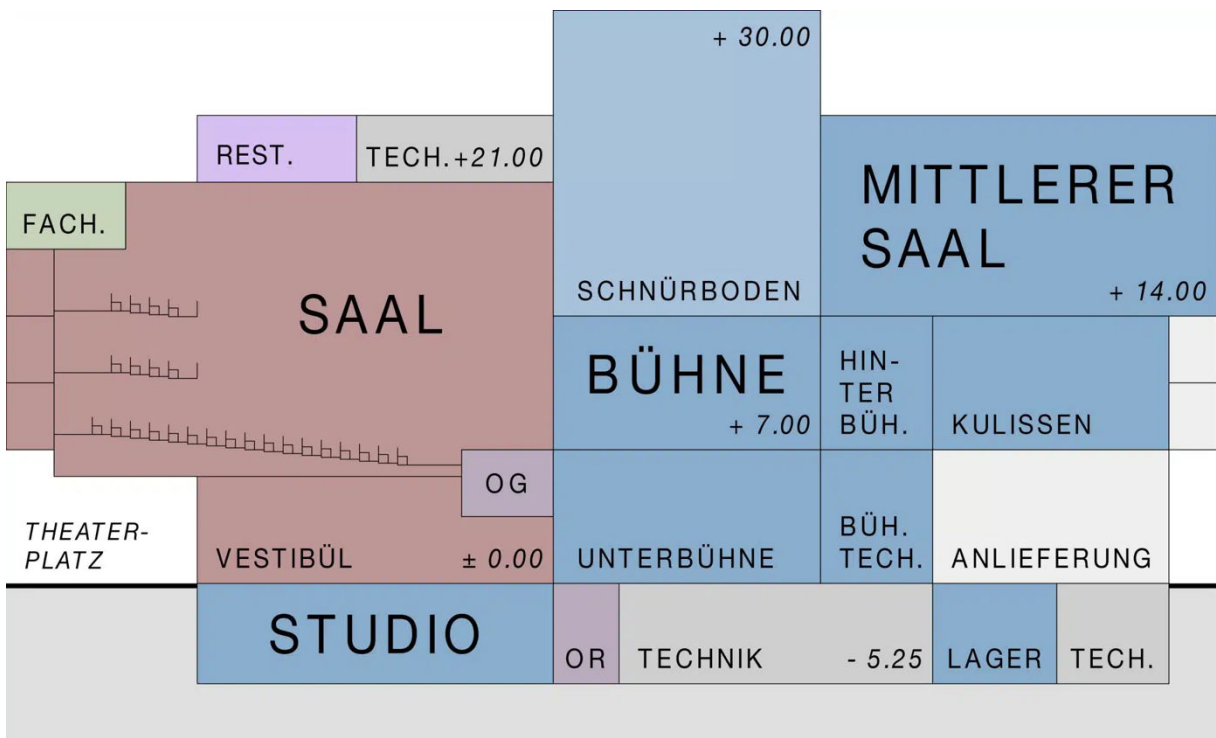 + 30.00
REST.
TECH.+21.00
FACH.
MITTLERER
SAAL
+ 14.00
SCHNÜRBODEN
SAAL
BÜHNE
+ 7.00
HIN-
TER
BÜH.
KULISSEN
OG
THEATER-
PLATZ
VESTIBÜL
± 0.00
UNTERBÜHNE
BÜH.
TECH.
ANLIEFERUNG
STUDIO
OR
TECHNIK
- 5.25
LAGER
TECH.